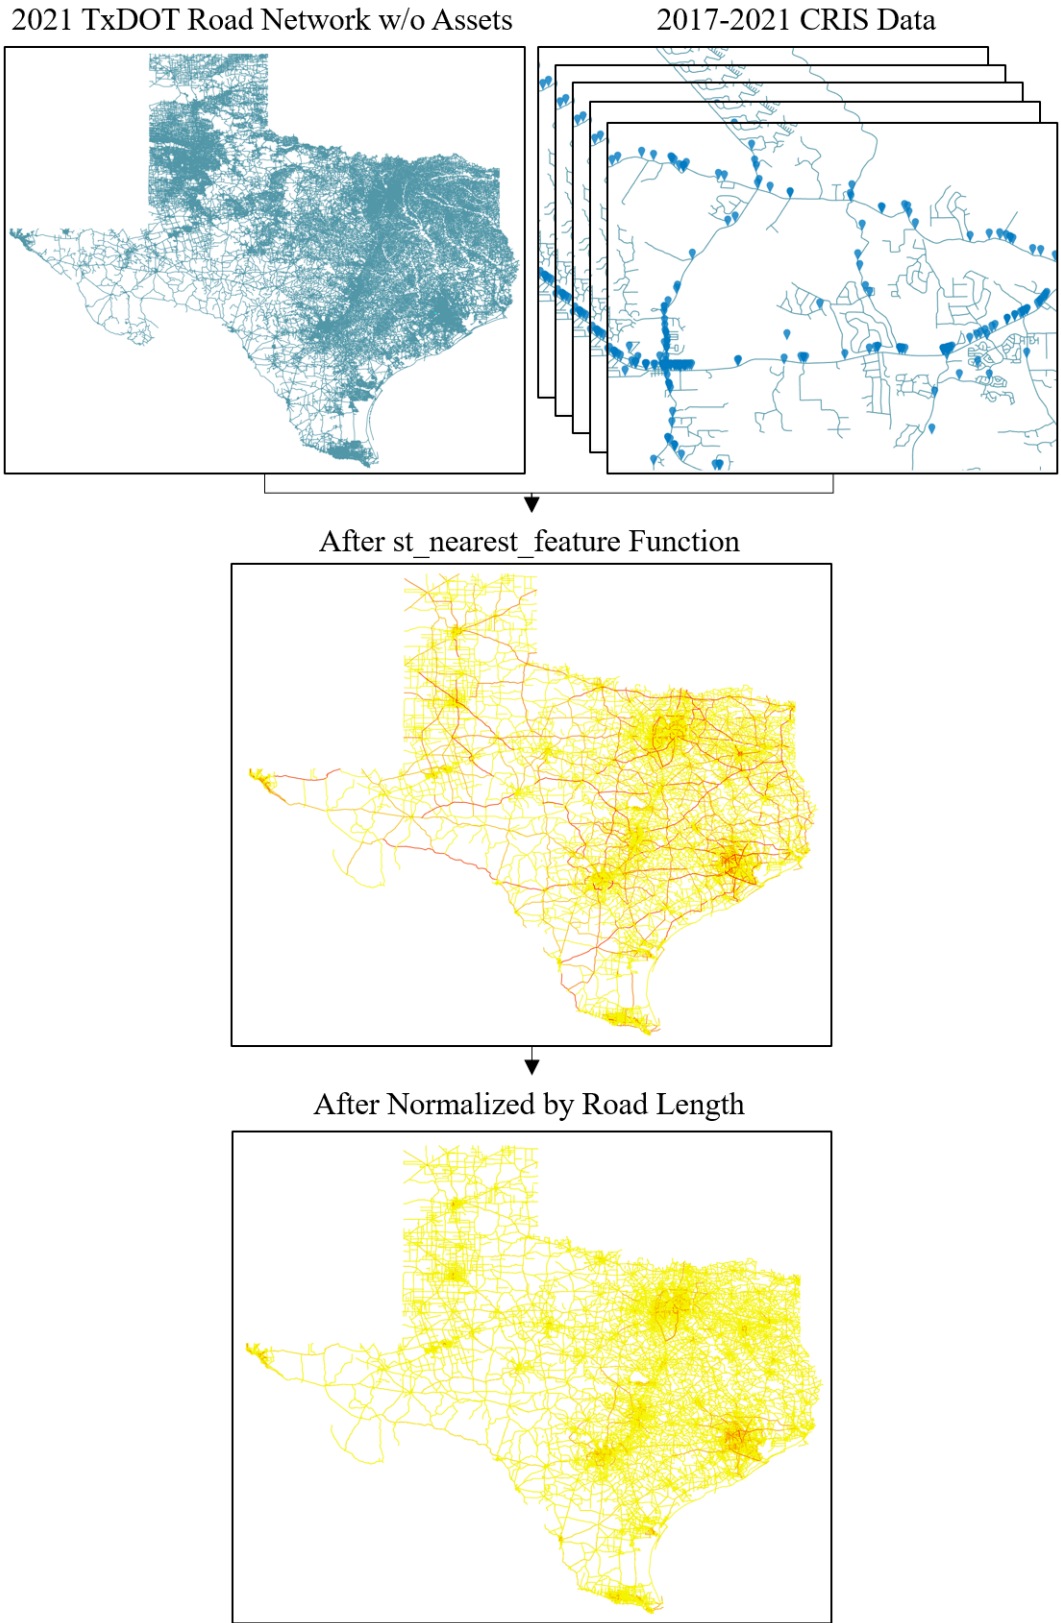 2021 TxDOT Road Network w/o Assets
2017-2021 CRIS Data
After st_nearest_feature Function
After Normalized by Road Length